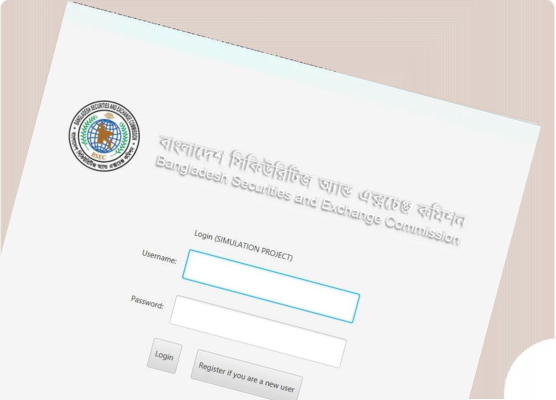 BANGLADESH SECURITIES AND EXCHANGE COMMISSION
BSEC
বাংলাদেশ সিকিউরিটিজ অ্যান্ড এক্সচেঞ্জ কমিশন
বাংলাদেশ সিকিউরিটিজ অ্যান্ড এক্সচেঞ্জ কমিশন
Bangladesh Securities and Exchange Commission
Login (SIMULATION PROJECT)
Username:
Password:
Login
Register if you are a new user